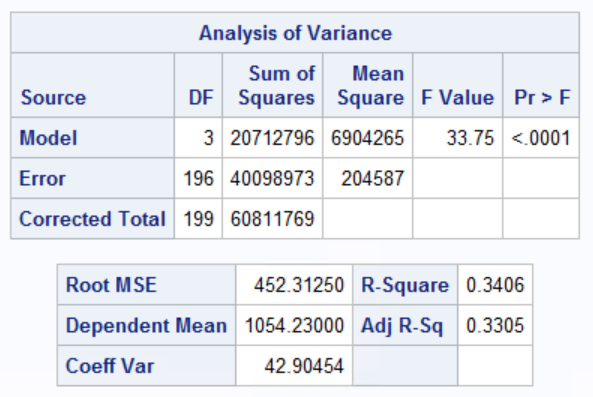 Analysis of Variance
Source DF Sum of Squares Mean Square F Value Pr > F
Model 3 20712796 6904265 33.75 <.0001
Error 196 40098973 204587
Corrected Total 199 60811769
Root MSE 452.31250 R-Square 0.3406
Dependent Mean 1054.23000 Adj R-Sq 0.3305
Coeff Var 42.90454